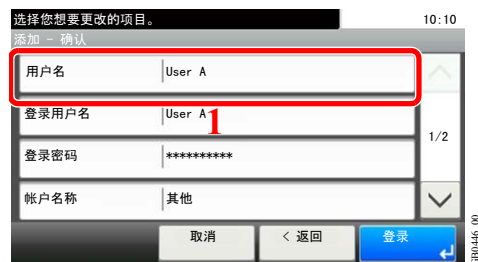 选择您想要更改的项目。 10:10
添加 - 确认
用户名 User A
登录用户名 User A
1
1/2
登录密码 **********
帐户名称 其他
取消 < 返回 登录
GB0446_00